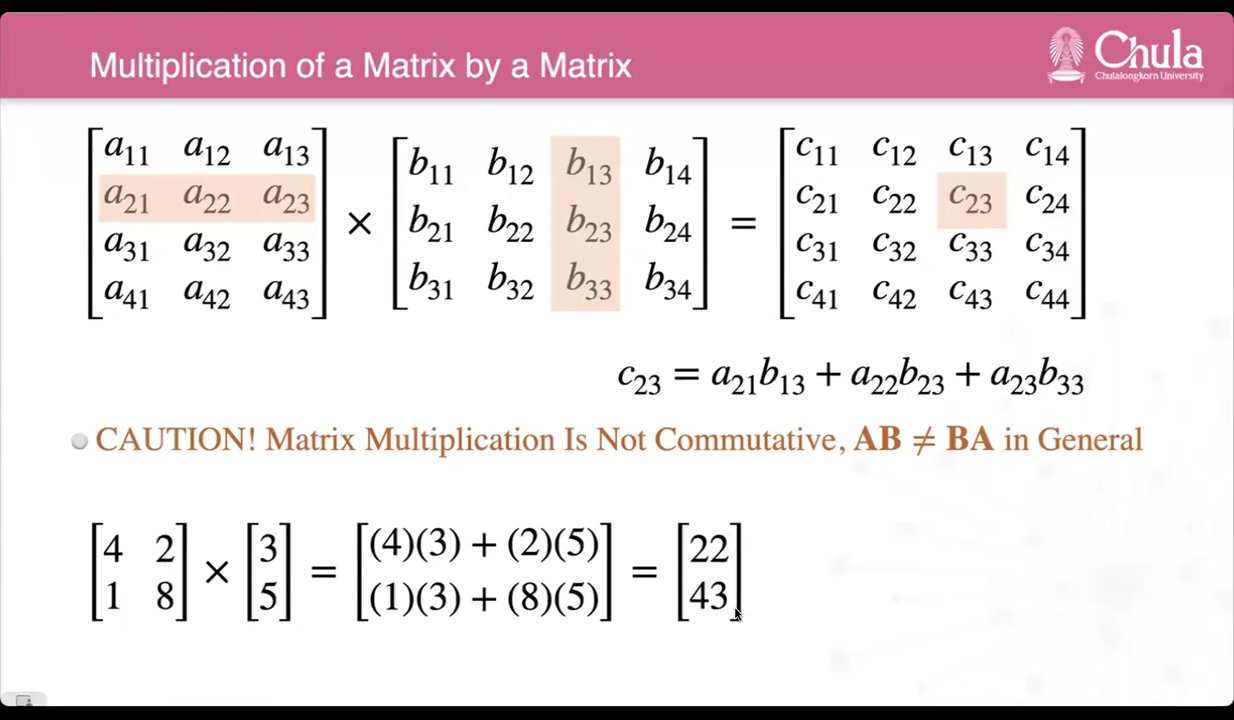 Multiplication of a Matrix by a Matrix
Chula
Chulalongkorn University
[a₁₁ a₁₂ a₁₃; a₂₁ a₂₂ a₂₃; a₃₁ a₃₂ a₃₃; a₄₁ a₄₂ a₄₃] × [b₁₁ b₁₂ b₁₃ b₁₄; b₂₁ b₂₂ b₂₃ b₂₄; b₃₁ b₃₂ b₃₃ b₃₄] = [c₁₁ c₁₂ c₁₃ c₁₄; c₂₁ c₂₂ c₂₃ c₂₄; c₃₁ c₃₂ c₃₃ c₃₄; c₄₁ c₄₂ c₄₃ c₄₄]
c₂₃ = a₂₁b₁₃ + a₂₂b₂₃ + a₂₃b₃₃
CAUTION! Matrix Multiplication Is Not Commutative, AB ≠ BA in General
[4 2; 1 8] × [3; 5] = [(4)(3) + (2)(5); (1)(3) + (8)(5)] = [22; 43]